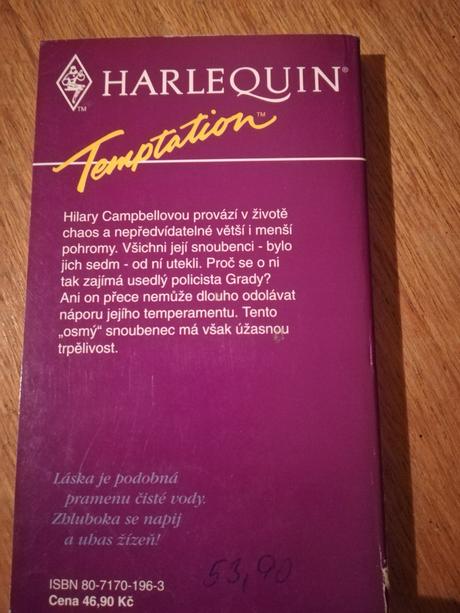 HARLEQUIN®
™
Temptation™
Hilary Campbellovou provází v životě
chaos a nepředvídatelné větší i menší
pohromy. Všichni její snoubenci - bylo
jich sedm - od ní utekli. Proč se o ni
tak zajímá usedlý policista Grady?
Ani on přece nemůže dlouho odolávat
náporu jejího temperamentu. Tento
„osmý“ snoubenec má však úžasnou
trpělivost.
Láska je podobná
pramenu čisté vody.
Zhluboka se napij
a uhas žízeň!
53,90
ISBN 80-7170-196-3
Cena 46,90 Kč